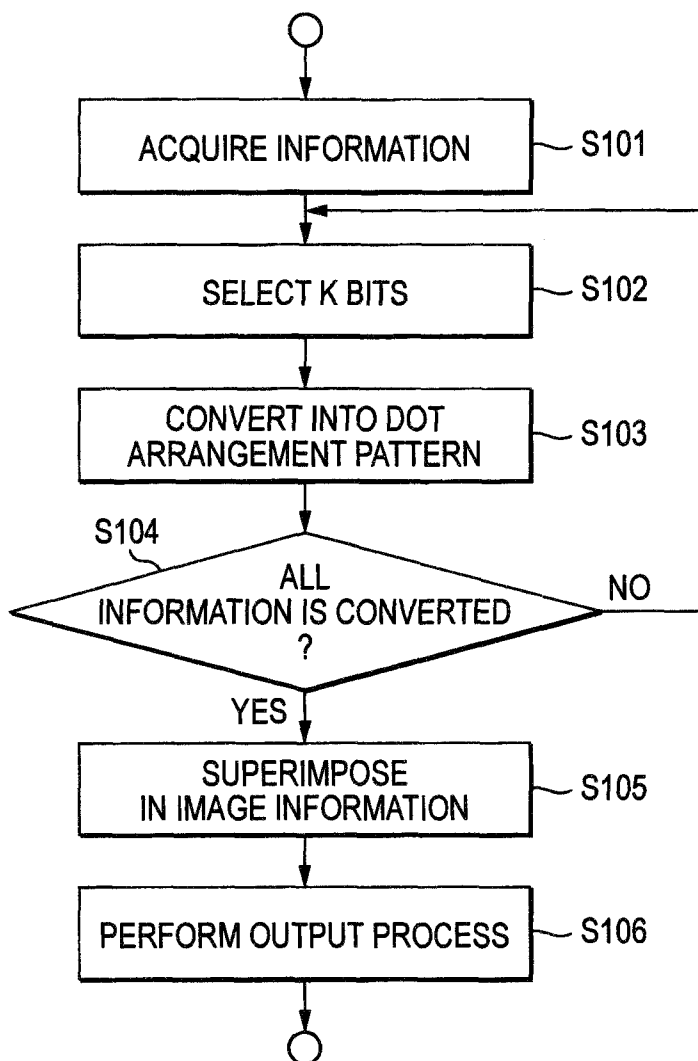 ACQUIRE INFORMATION
S101
SELECT K BITS
S102
CONVERT INTO DOT
ARRANGEMENT PATTERN
S103
S104
ALL
INFORMATION IS CONVERTED
?
NO
YES
SUPERIMPOSE
IN IMAGE INFORMATION
S105
PERFORM OUTPUT PROCESS
S106